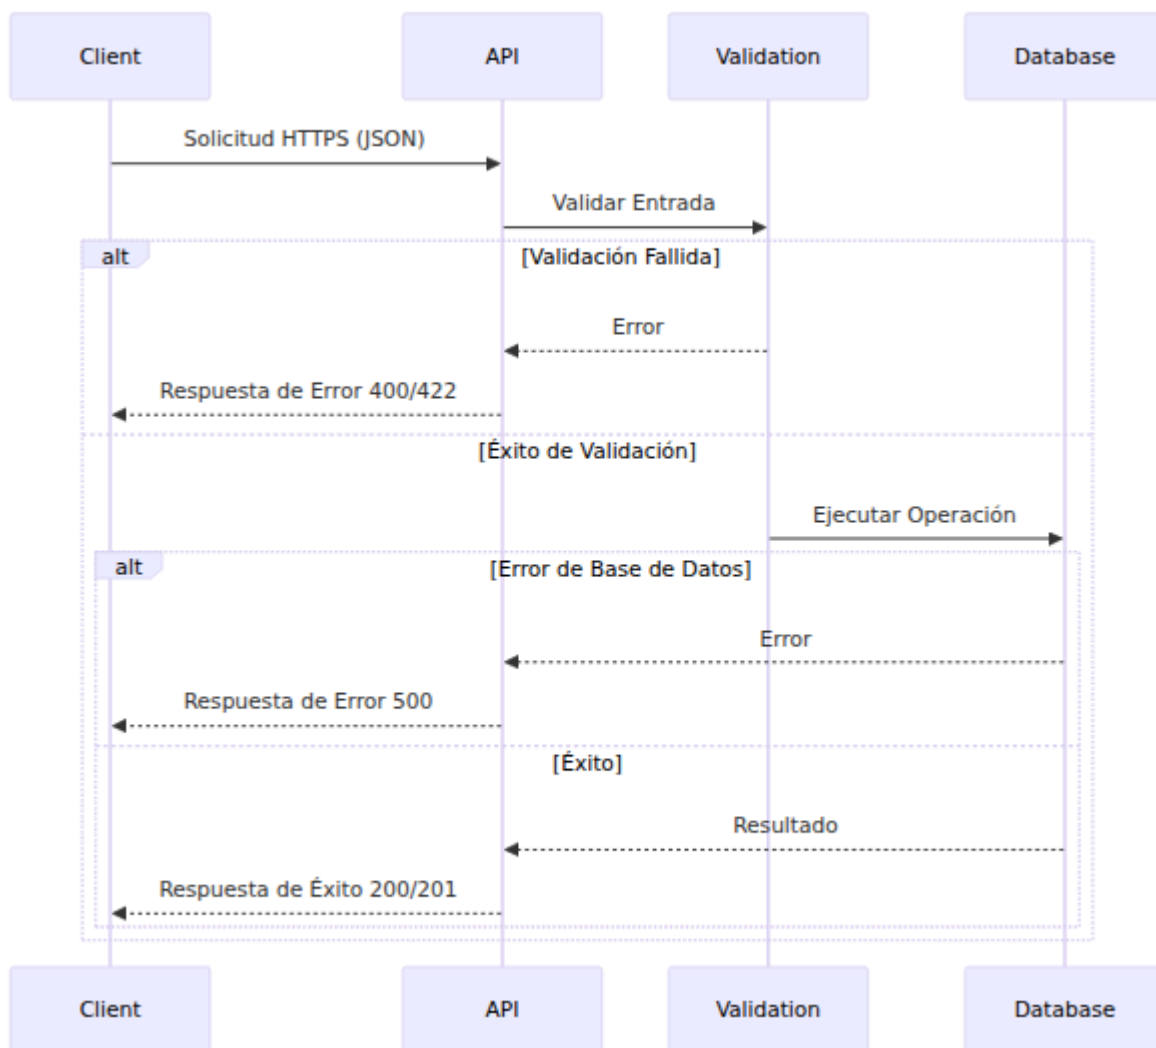 Client
API
Validation
Database
Solicitud HTTPS (JSON)
Validar Entrada
alt
[Validación Fallida]
Error
Respuesta de Error 400/422
[Éxito de Validación]
Ejecutar Operación
alt
[Error de Base de Datos]
Error
Respuesta de Error 500
[Éxito]
Resultado
Respuesta de Éxito 200/201
Client
API
Validation
Database